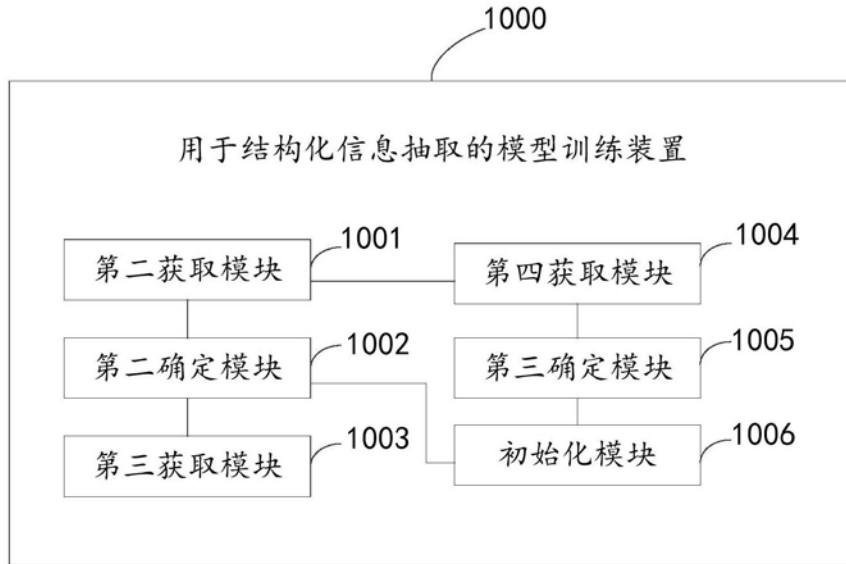 1000
用于结构化信息抽取的模型训练装置
第二获取模块
1001
第四获取模块
1004
第二确定模块
1002
第三确定模块
1005
第三获取模块
1003
初始化模块
1006